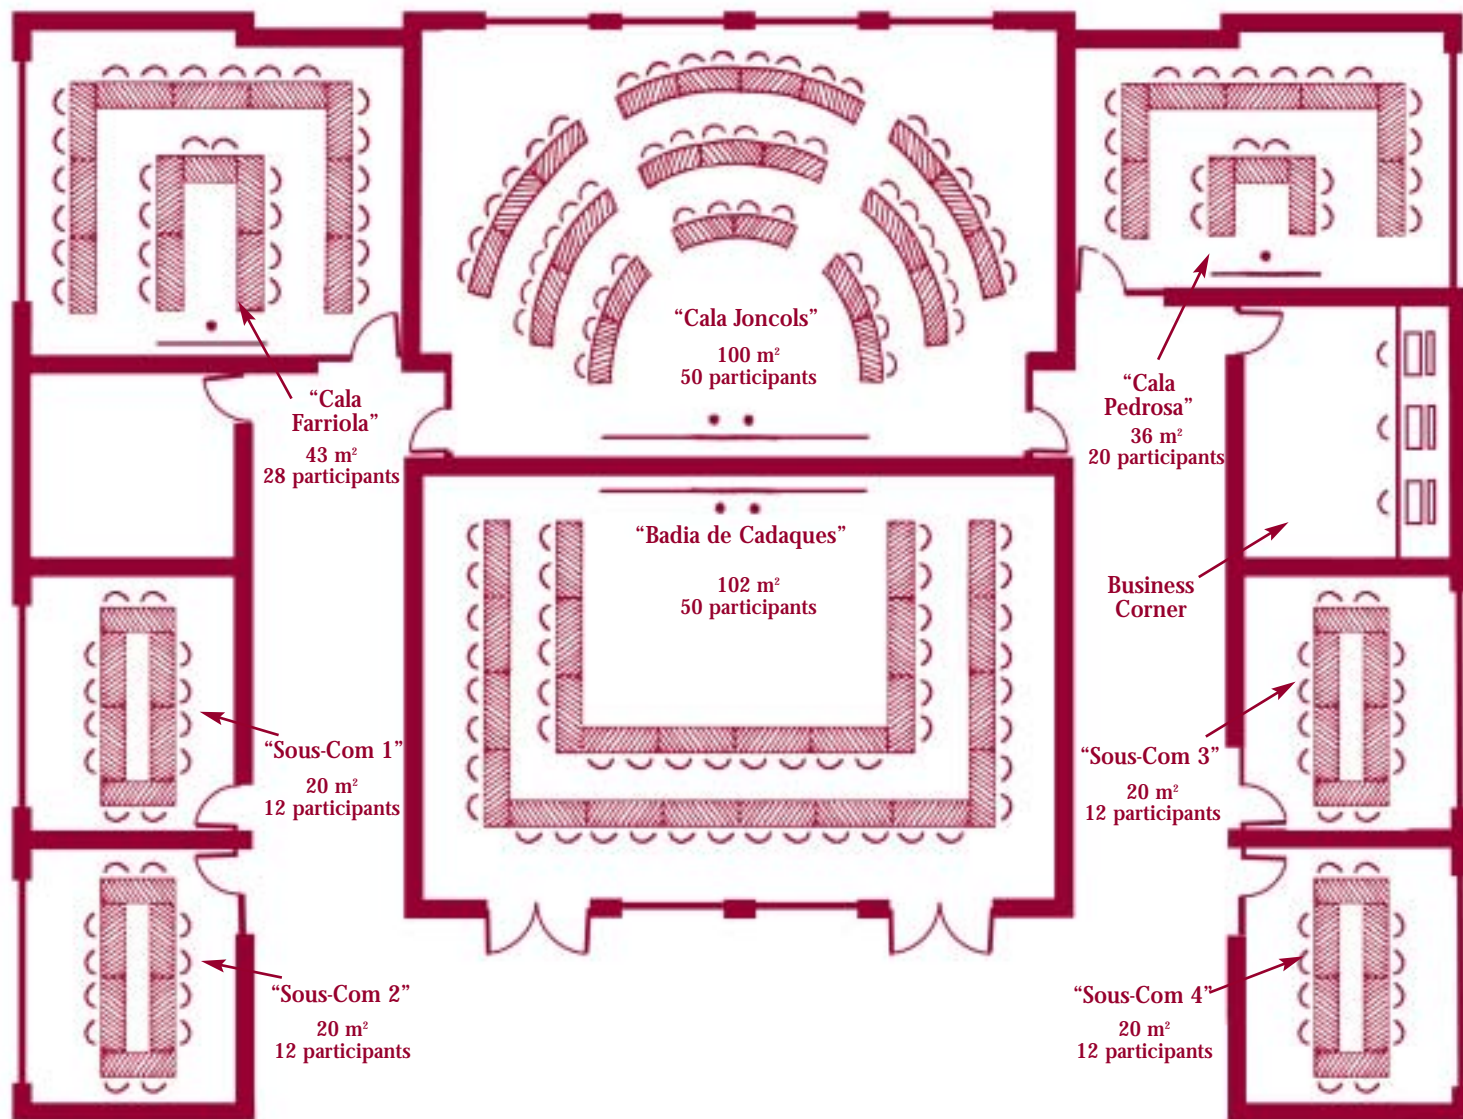 “Cala Joncols”
100 m²
50 participants
“Cala
Farriola”
43 m²
28 participants
“Cala
Pedrosa”
36 m²
20 participants
“Badia de Cadaques”
102 m²
50 participants
Business
Corner
“Sous-Com 1”
20 m²
12 participants
“Sous-Com 3”
20 m²
12 participants
“Sous-Com 2”
20 m²
12 participants
“Sous-Com 4”
20 m²
12 participants